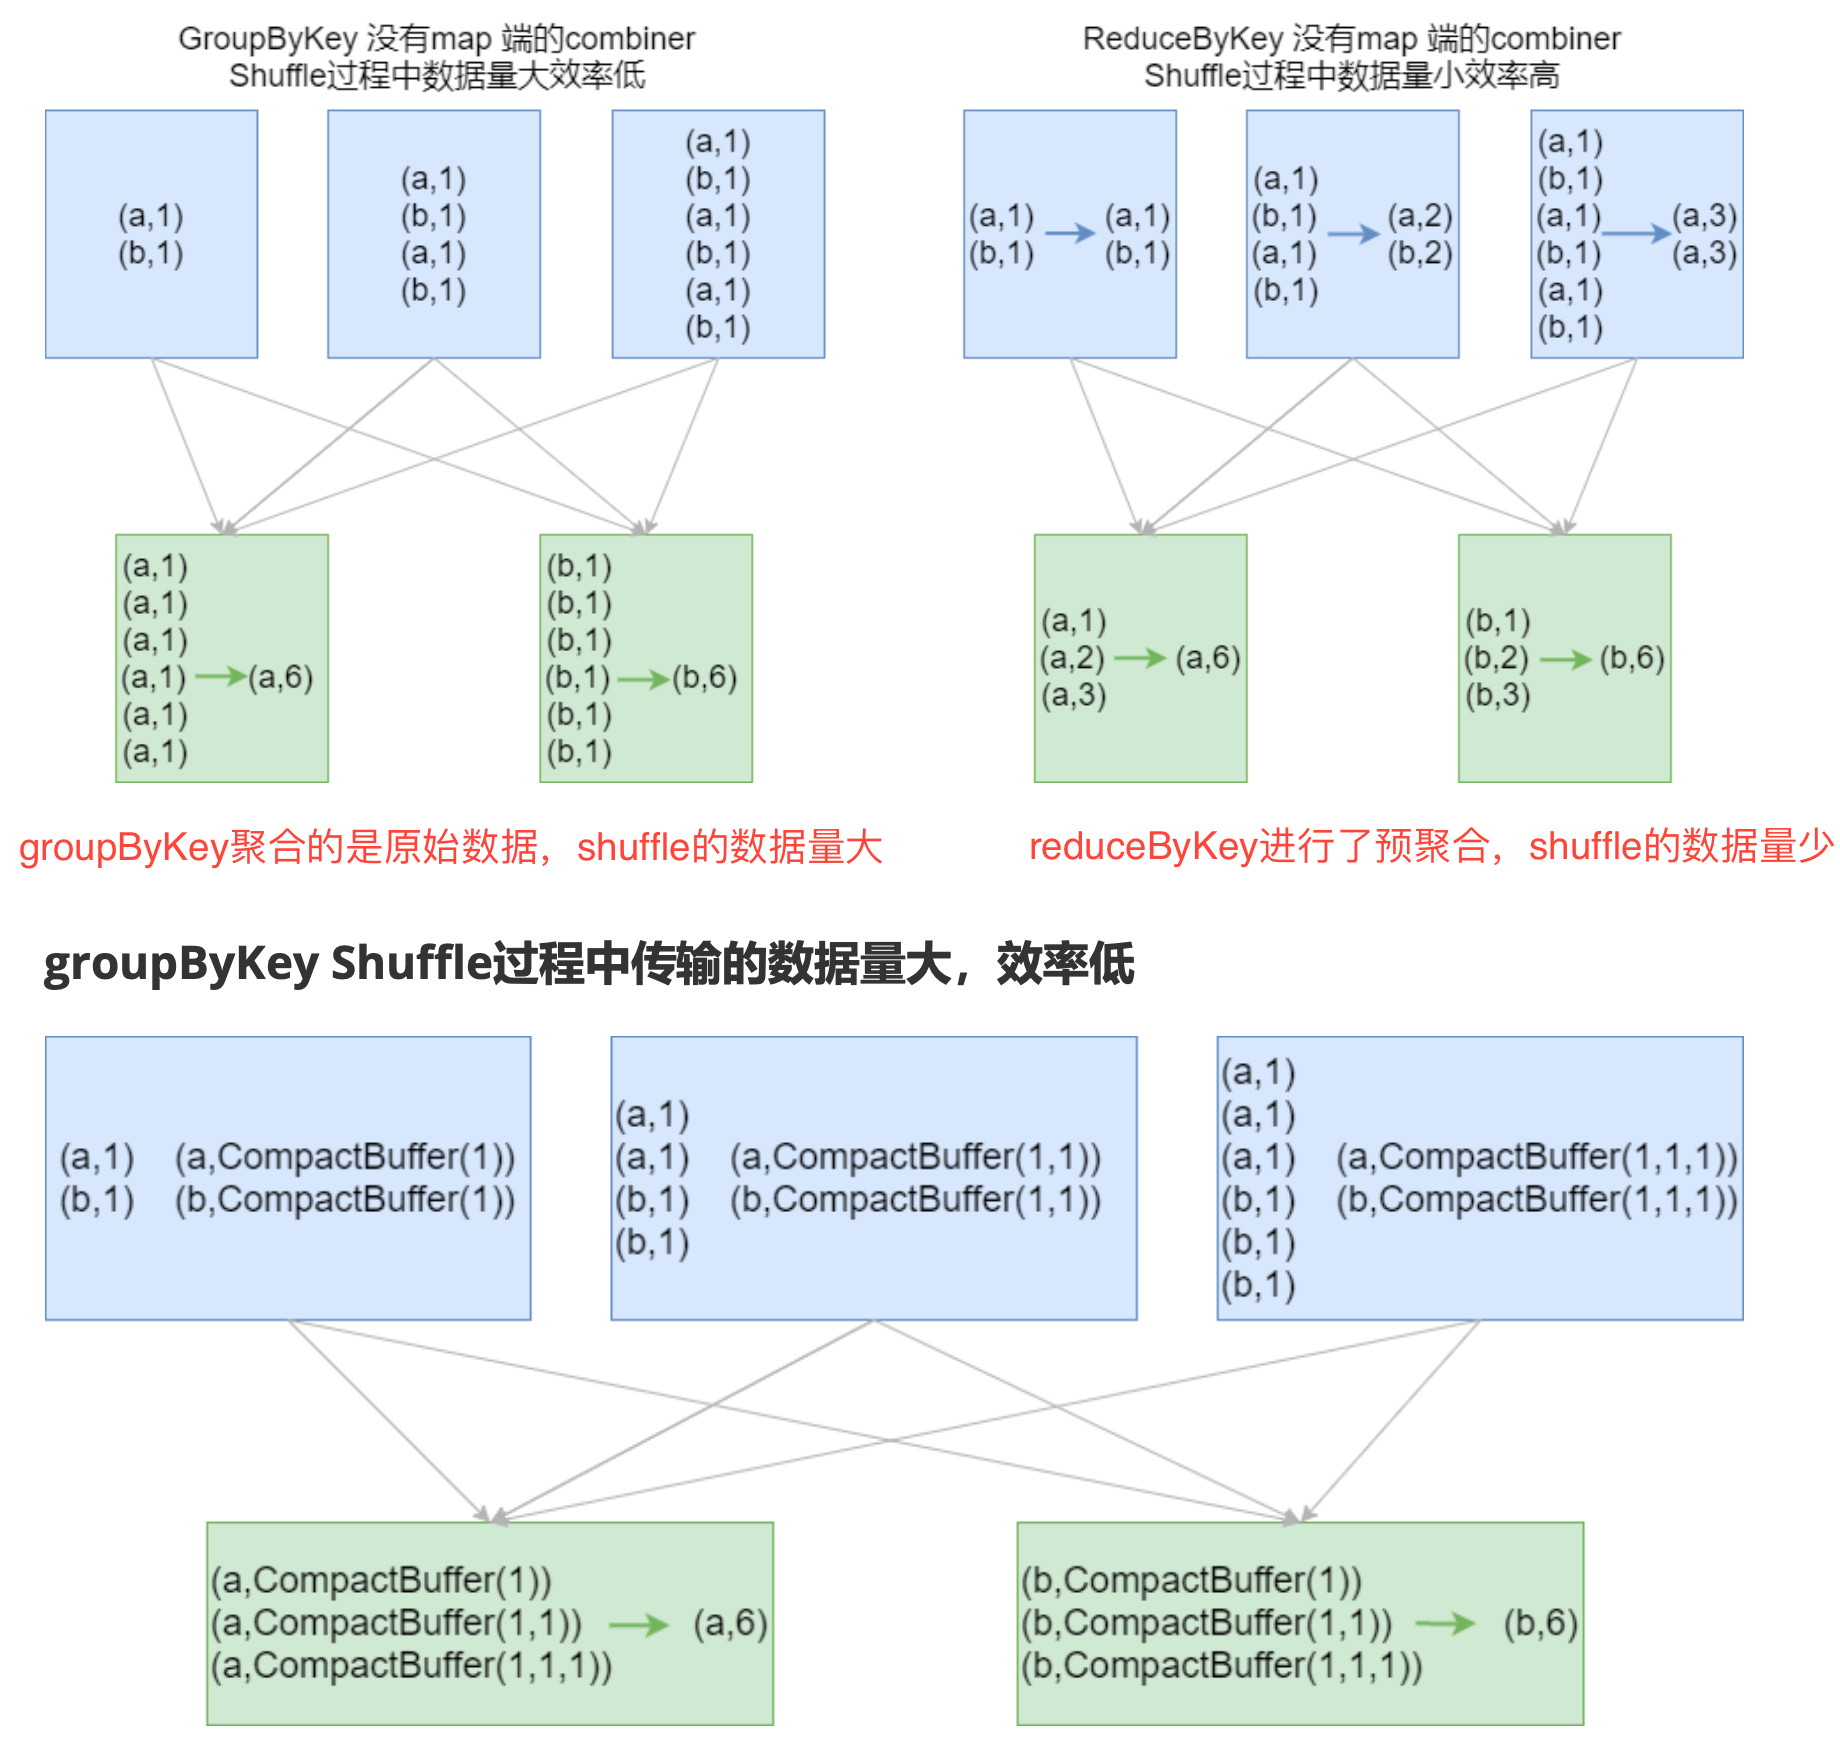 GroupByKey 没有map 端的combiner
Shuffle过程中数据量大效率低
(a,1)
(b,1)
(a,1)
(b,1)
(a,1)
(b,1)
(a,1)
(b,1)
(a,1)
(b,1)
(a,1)
(b,1)
(a,1)
(a,1)
(a,1)
(a,1) (a,6)
(a,1)
(a,1)
(b,1)
(b,1)
(b,1)
(b,1) (b,6)
(b,1)
(b,1)
groupByKey聚合的是原始数据，shuffle的数据量大
ReduceByKey 没有map 端的combiner
Shuffle过程中数据量小效率高
(a,1) (a,1)
(b,1) (b,1)
(a,1)
(b,1) (a,2)
(a,1) (b,2)
(b,1)
(a,1)
(b,1)
(a,1) (a,3)
(b,1) (a,3)
(a,1)
(b,1)
(a,1)
(a,2) (a,6)
(a,3)
(b,1)
(b,2) (b,6)
(b,3)
reduceByKey进行了预聚合，shuffle的数据量少
groupByKey Shuffle过程中传输的数据量大，效率低
(a,1) (a,CompactBuffer(1))
(b,1) (b,CompactBuffer(1))
(a,1)
(a,1) (a,CompactBuffer(1,1))
(b,1) (b,CompactBuffer(1,1))
(b,1)
(a,1)
(a,1)
(a,1) (a,CompactBuffer(1,1,1))
(b,1) (b,CompactBuffer(1,1,1))
(b,1)
(b,1)
(a,CompactBuffer(1))
(a,CompactBuffer(1,1)) (a,6)
(a,CompactBuffer(1,1,1))
(b,CompactBuffer(1))
(b,CompactBuffer(1,1)) (b,6)
(b,CompactBuffer(1,1,1))